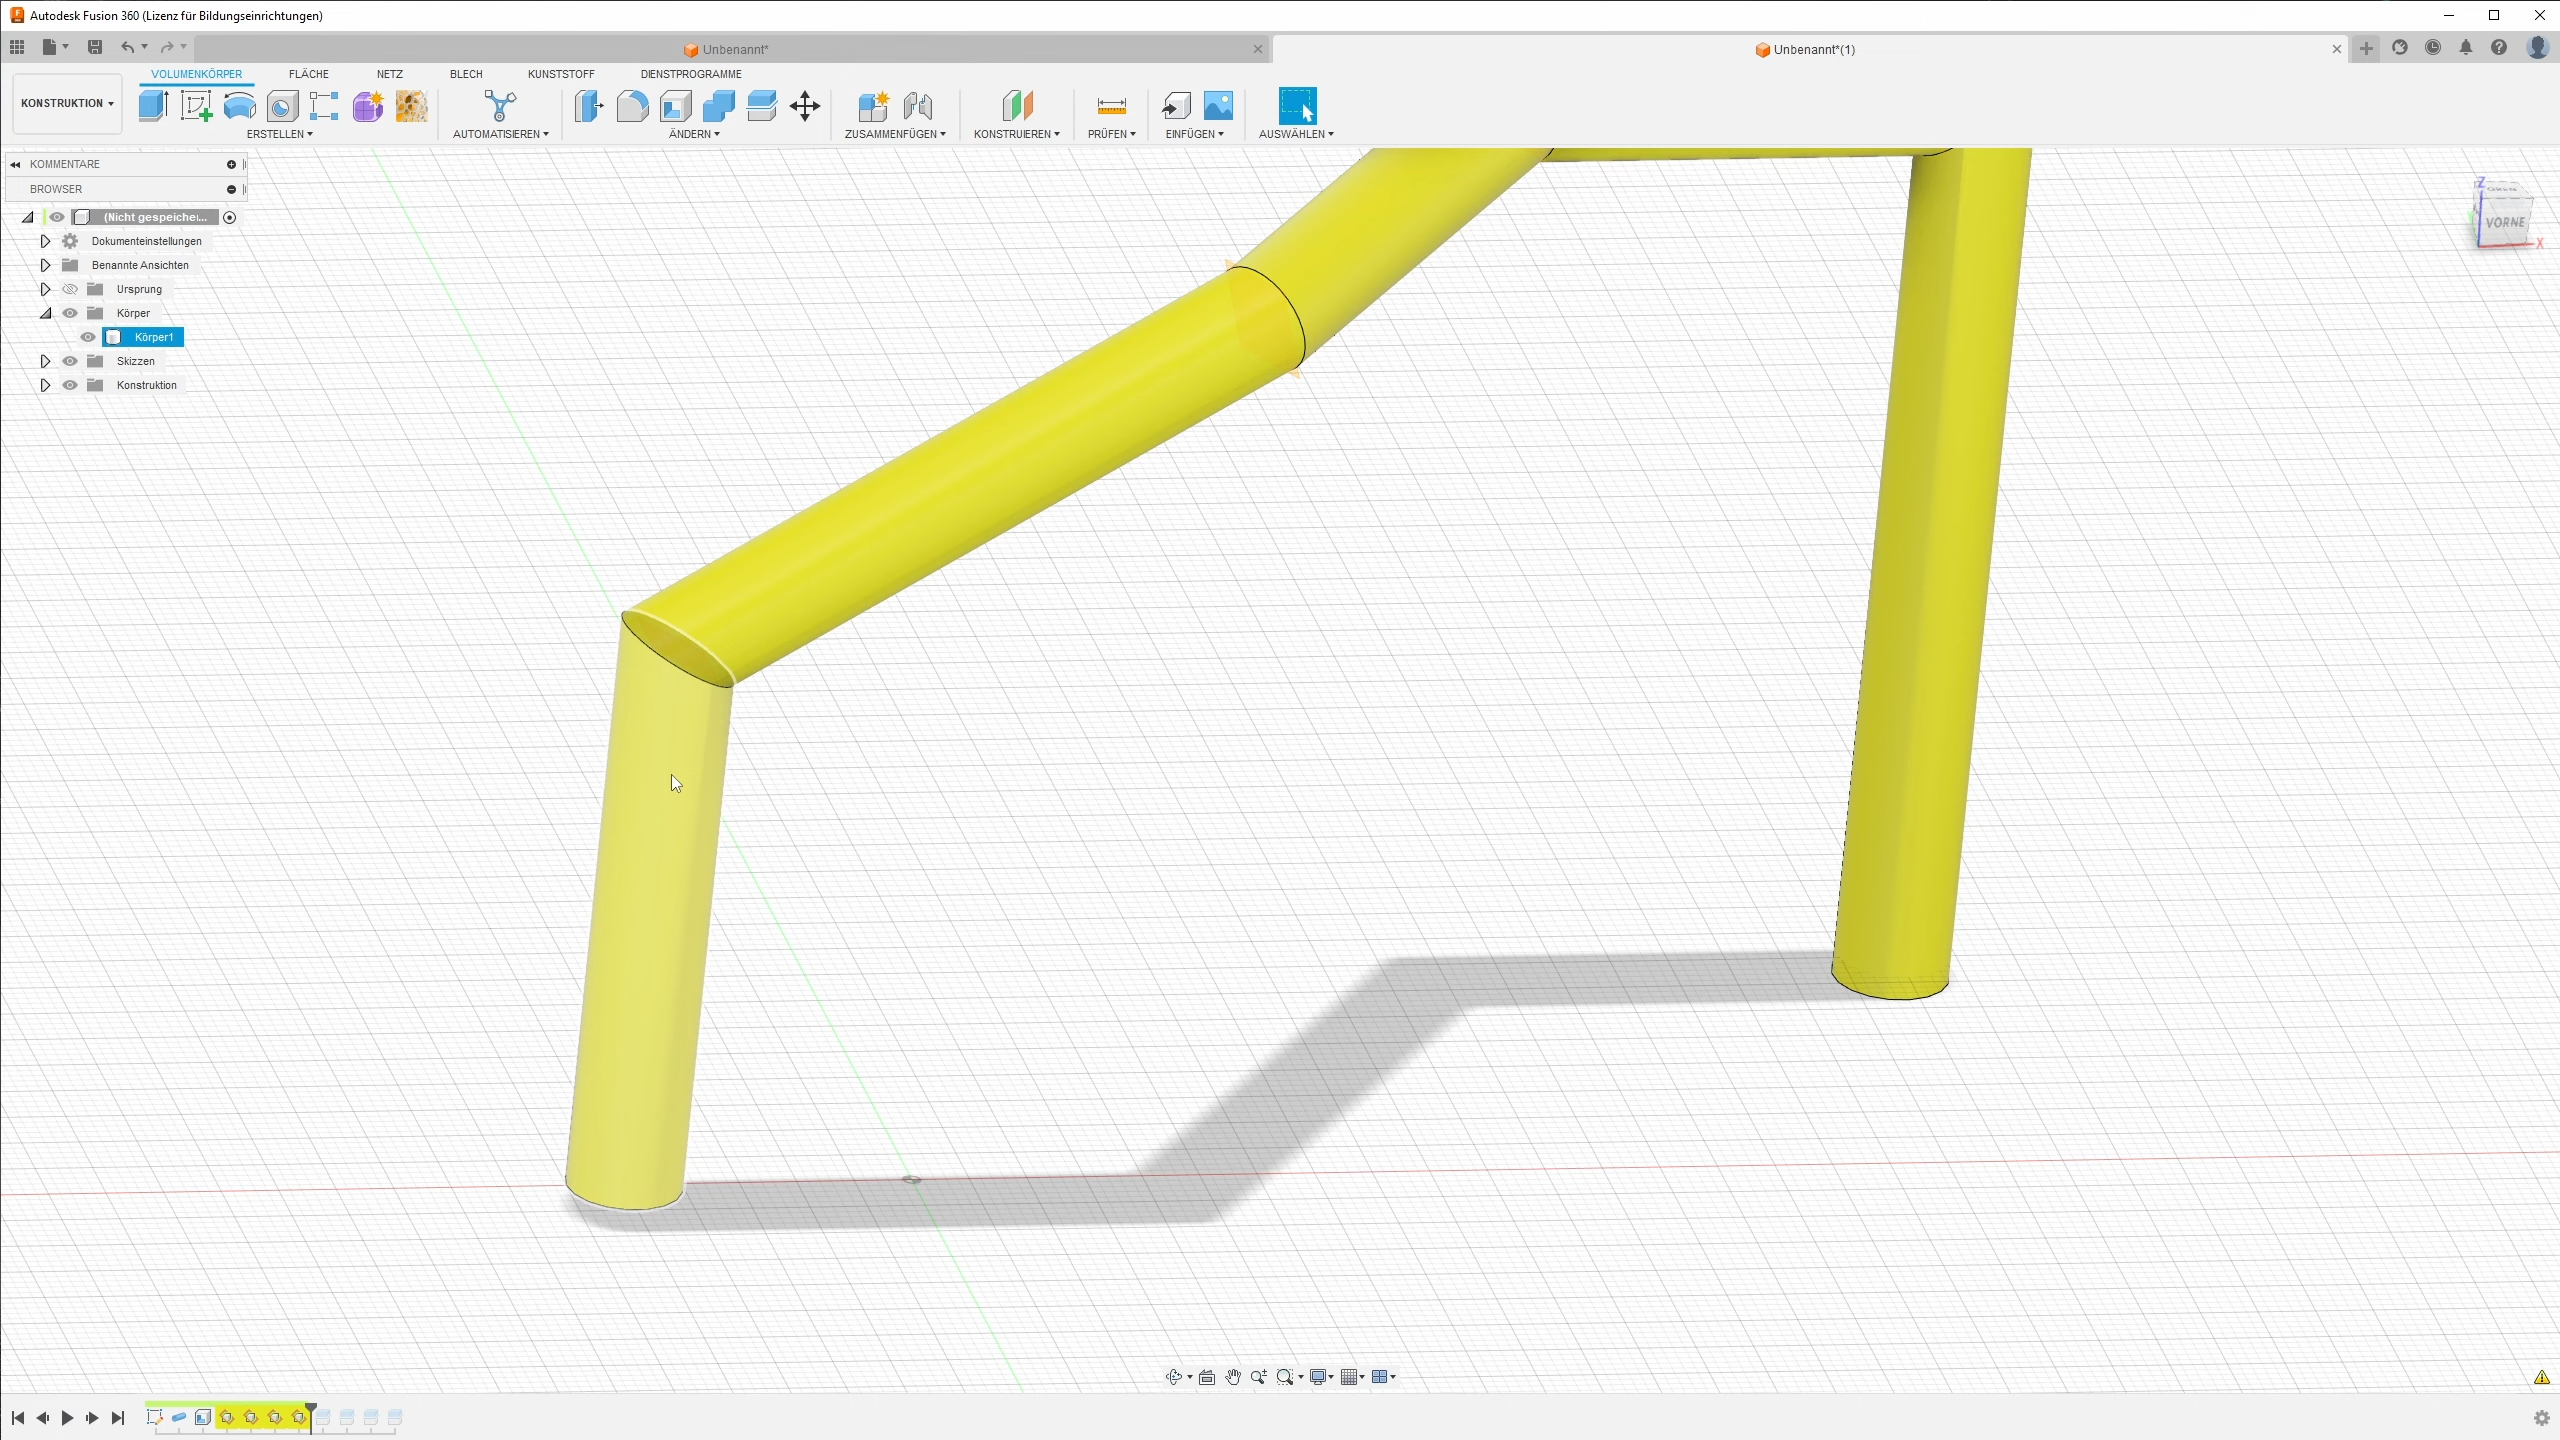 Autodesk Fusion 360 (Lizenz für Bildungseinrichtungen)
Unbenannt*
Unbenannt*(1)
VOLUMENKÖRPER FLÄCHE NETZ BLECH KUNSTSTOFF DIENSTPROGRAMME
KONSTRUKTION
ERSTELLEN AUTOMATISIEREN ÄNDERN ZUSAMMENFÜGEN KONSTRUIEREN PRÜFEN EINFÜGEN AUSWÄHLEN
KOMMENTARE
BROWSER
(Nicht gespeicher...
Dokumenteinstellungen
Benannte Ansichten
Ursprung
Körper
Körper1
Skizzen
Konstruktion
Z
VORNE
X